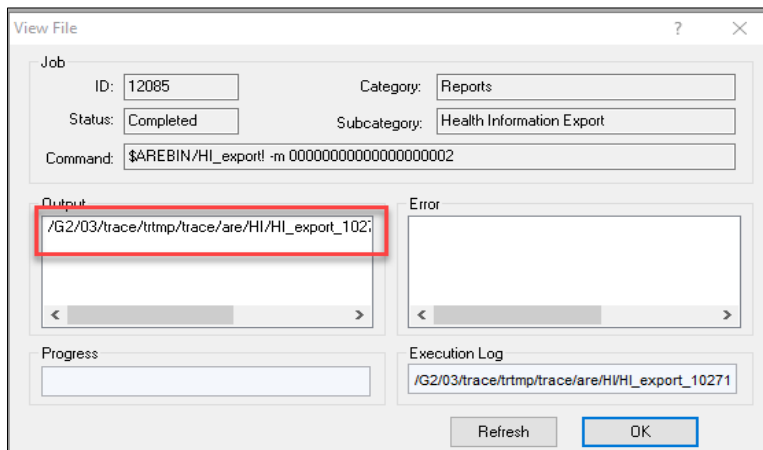 View File
?
Job
ID:
12085
Category:
Reports
Status:
Completed
Subcategory:
Health Information Export
Command:
$AREBIN/HI_export! -m 00000000000000000002
Output
/G2/03/trace/trtmp/trace/are/HI/HI_export_1027
Error
Progress
Execution Log
/G2/03/trace/trtmp/trace/are/HI/HI_export_10271
Refresh
OK